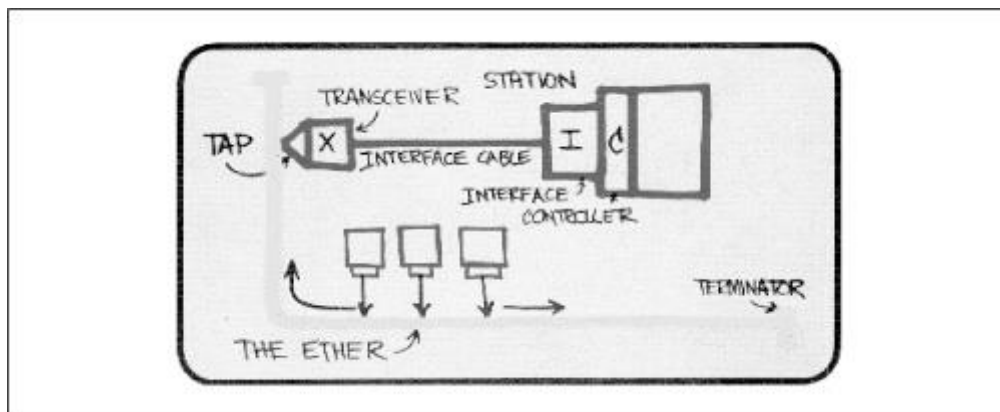 STATION
TRANSCEIVER
TAP
X
I
C
INTERFACE CABLE
INTERFACE
CONTROLLER
TERMINATOR
THE ETHER